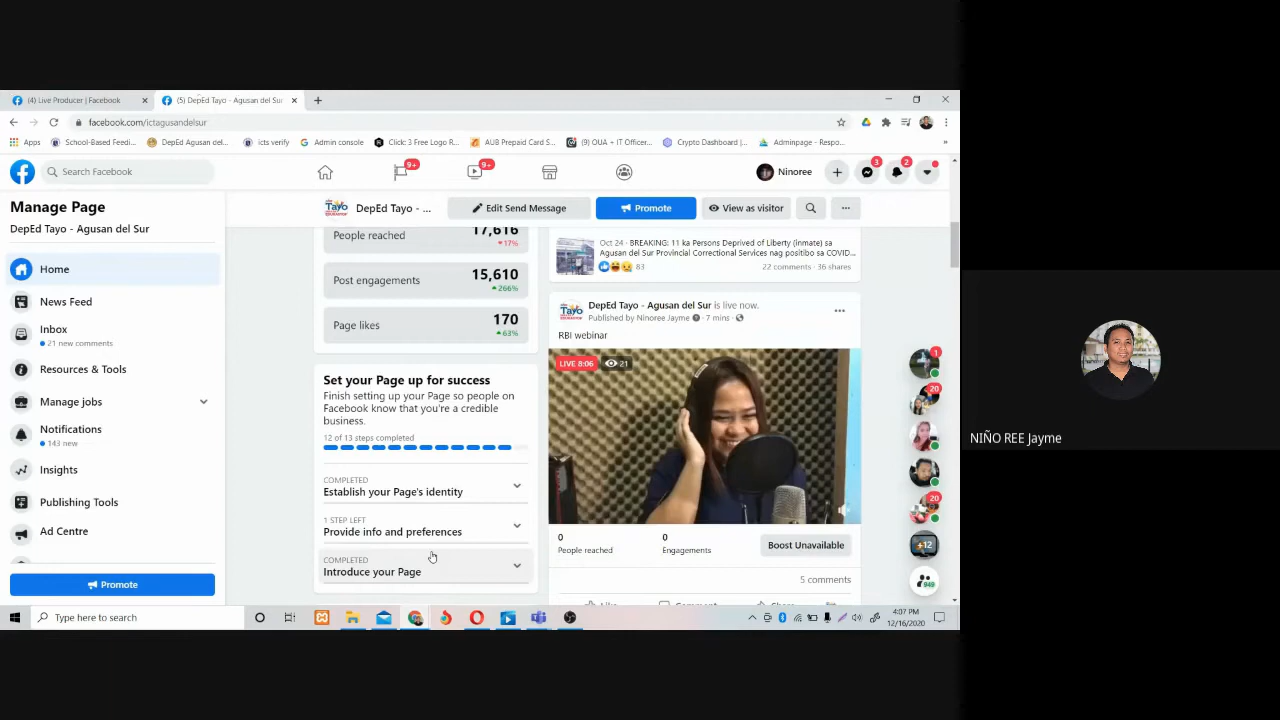 (4) Live Producer | Facebook
(5) DepEd Tayo - Agusan del Sur
facebook.com/ictagusandelsur
Apps
School-Based Feedi...
DepEd Agusan del...
icts verify
Admin console
Click: 3 Free Logo R...
AUB Prepaid Card S...
(9) OUA + IT Officer...
Crypto Dashboard |...
Adminpage - Respo...
»
Search Facebook
9+
9+
Ninoree
3
2
Manage Page
DepEd Tayo - Agusan del Sur
Home
News Feed
Inbox
21 new comments
Resources & Tools
Manage jobs
Notifications
143 new
Insights
Publishing Tools
Ad Centre
Promote
Tayo
DepEd Tayo - ...
Edit Send Message
Promote
View as visitor
People reached
17,616
17%
Post engagements
15,610
266%
Page likes
170
63%
Set your Page up for success
Finish setting up your Page so people on
Facebook know that you're a credible
business.
12 of 13 steps completed
COMPLETED
Establish your Page's identity
1 STEP LEFT
Provide info and preferences
COMPLETED
Introduce your Page
Oct 24 · BREAKING: 11 ka Persons Deprived of Liberty (inmate) sa
Agusan del Sur Provincial Correctional Services nag positibo sa COVID...
83
22 comments · 36 shares
Tayo
DepEd Tayo - Agusan del Sur is live now.
Published by Ninoree Jayme · 7 mins ·
RBI webinar
LIVE 8:06
21
0
People reached
0
Engagements
Boost Unavailable
5 comments
Like
Comment
Share
1
20
20
+12
949
Type here to search
4:07 PM
12/16/2020
NIÑO REE Jayme